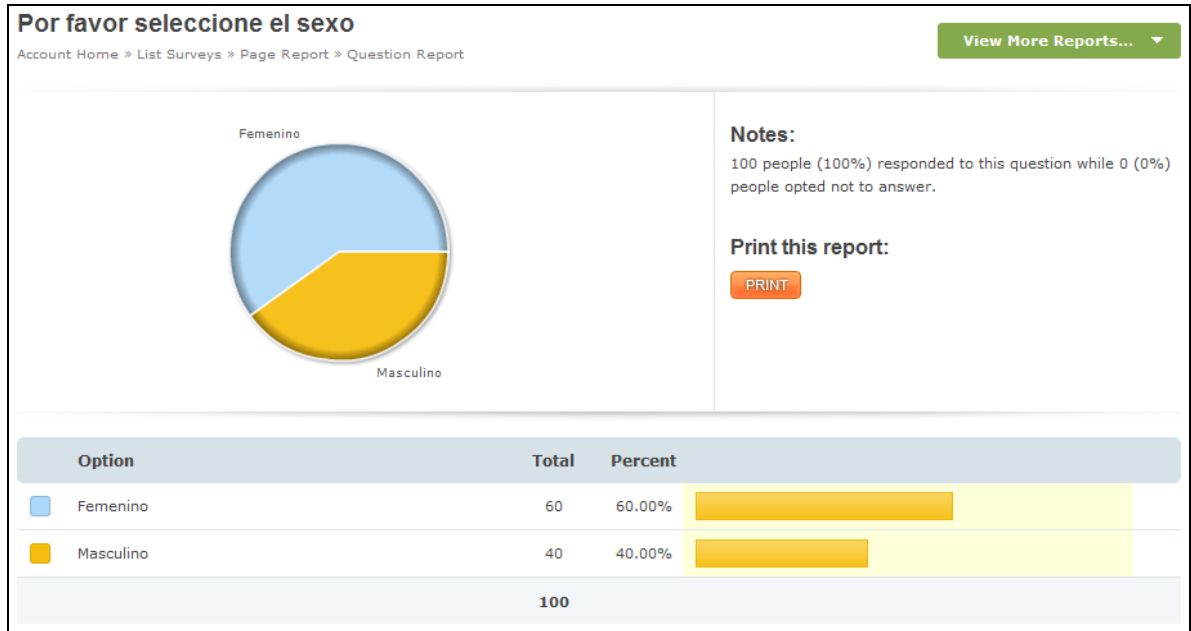 Por favor seleccione el sexo
Account Home » List Surveys » Page Report » Question Report
View More Reports...
Femenino
Masculino
Notes:
100 people (100%) responded to this question while 0 (0%)
people opted not to answer.
Print this report:
PRINT
Option Total Percent
Femenino 60 60.00%
Masculino 40 40.00%
100